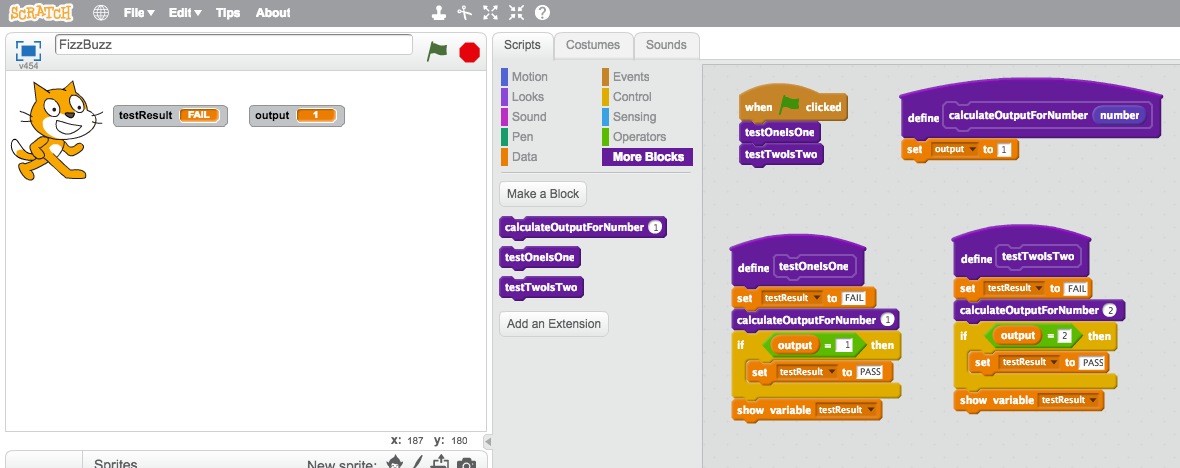 SCRATCH File Edit Tips About
FizzBuzz
v454
testResult FAIL output 1
x: 187 y: 180
Sprites New sprite:
Scripts Costumes Sounds
Motion Events
Looks Control
Sound Sensing
Pen Operators
Data More Blocks
Make a Block
calculateOutputForNumber 1
testOneIsOne
testTwoIsTwo
Add an Extension
when clicked
testOneIsOne
testTwoIsTwo
define calculateOutputForNumber number
set output to 1
define testOneIsOne
set testResult to FAIL
calculateOutputForNumber 1
if output = 1 then
set testResult to PASS
show variable testResult
define testTwoIsTwo
set testResult to FAIL
calculateOutputForNumber 2
if output = 2 then
set testResult to PASS
show variable testResult